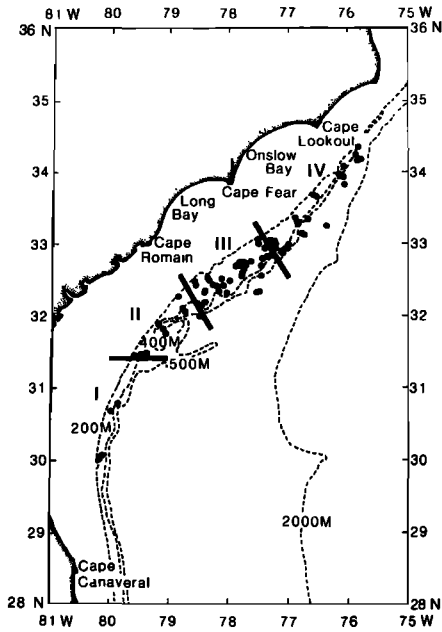 81 W 80 79 78 77 76 75 W
36 N 36 N
35 35
Cape
Lookout
Onslow
Bay
34 IV 34
Long
Bay
Cape Fear
33 Cape
Romain III 33
32 II 32
400M
500M
31 31
I
200M
30 30
29 2000M 29
Cape
Canaveral
28 N 28 N
81 W 80 79 78 77 76 75 W